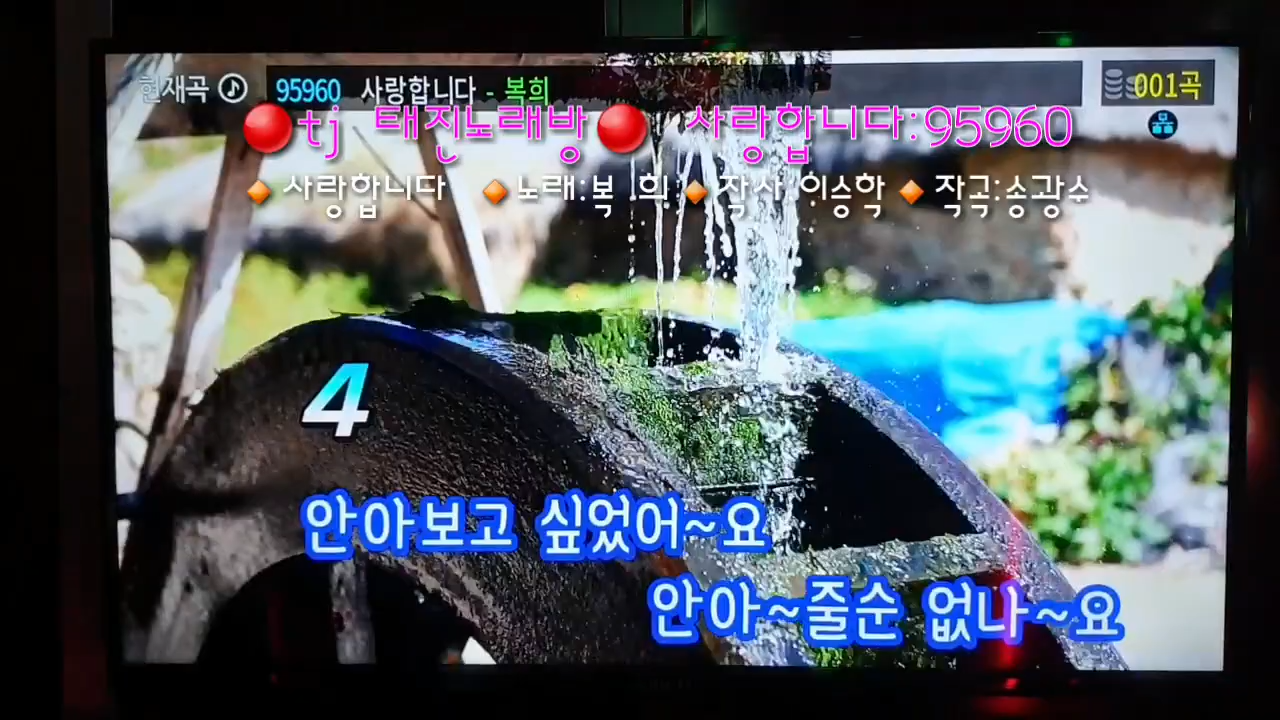 현재곡 95960 사랑합니다 - 복희 001곡
tj 태진노래방 사랑합니다:95960
사랑합니다 노래:복 희 작사:이승학 작곡:송광수
4
안아보고 싶었어~요
안아~줄순 없나~요